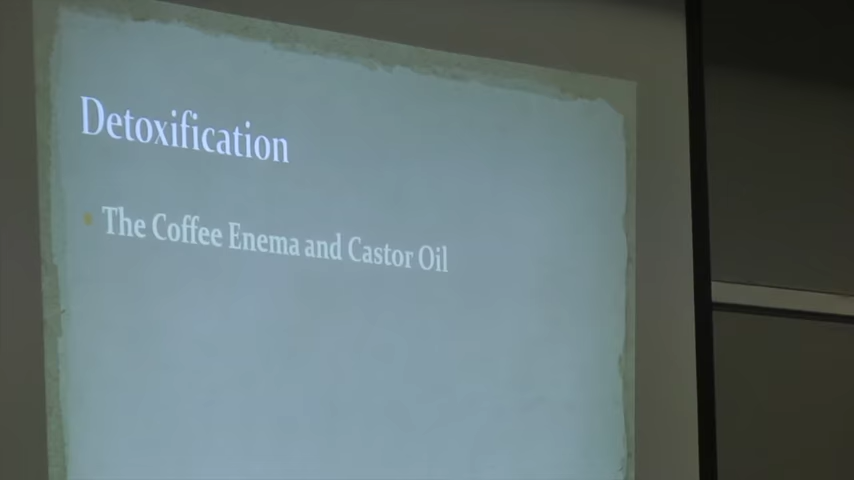 Detoxification
The Coffee Enema and Castor Oil